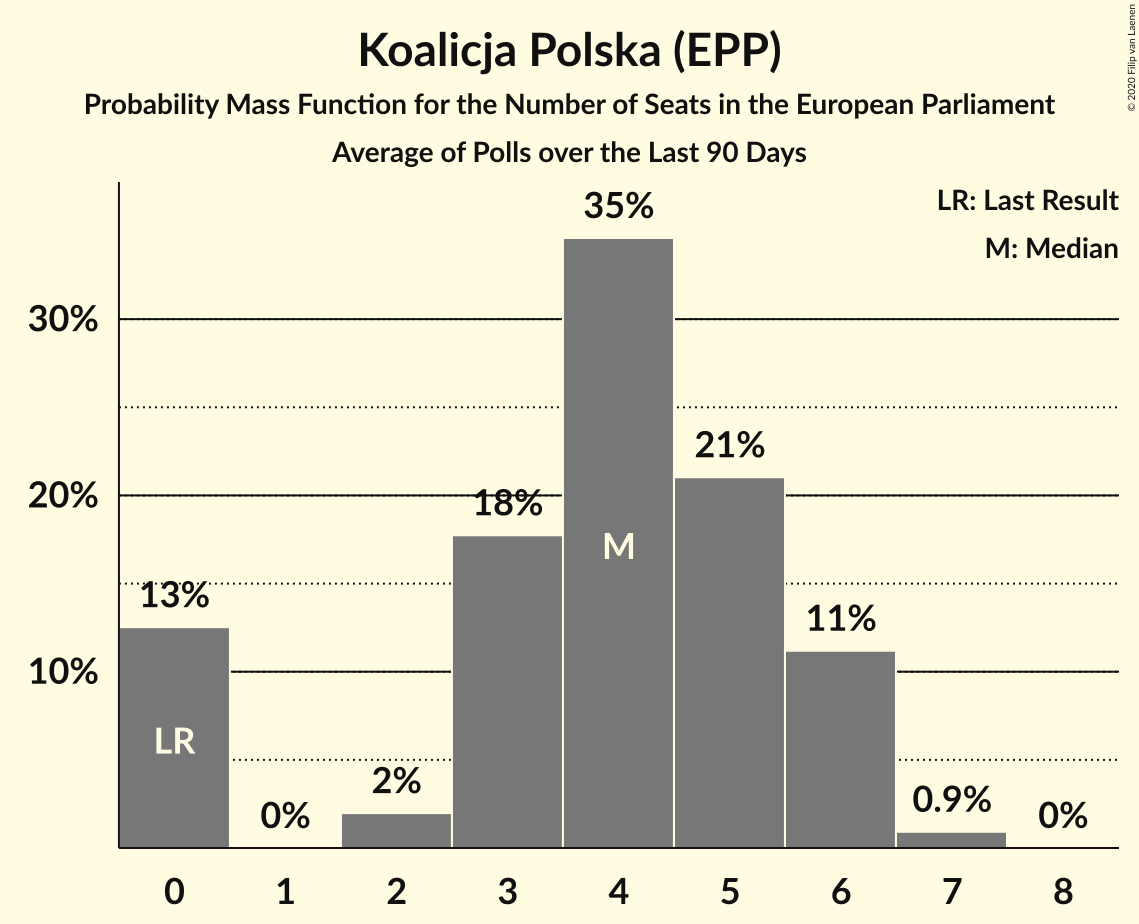 Koalicja Polska (EPP)
Probability Mass Function for the Number of Seats in the European Parliament
Average of Polls over the Last 90 Days
© 2020 Filip van Laenen
LR: Last Result
M: Median
35%
30%
21%
20%
18%
M
13%
11%
10%
LR
2%
0.9%
0%
0%
0 1 2 3 4 5 6 7 8